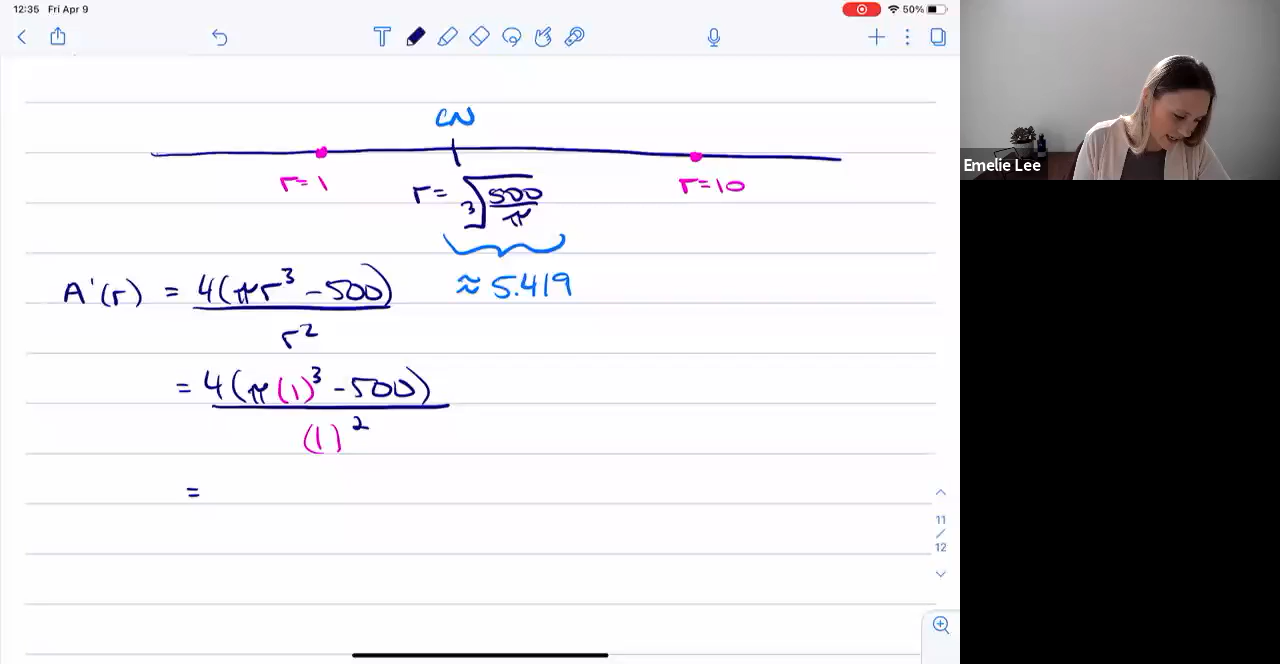 12:35 Fri Apr 9
50%
CN
r=1
r= ∛(500/π)
r=10
≈ 5.419
A'(r) = 4(πr³ - 500) / r²
= 4(π(1)³ - 500) / (1)²
=
Emelie Lee
11
/
12